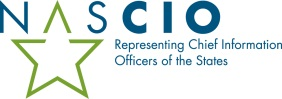 NASCIO
Representing Chief Information
Officers of the States